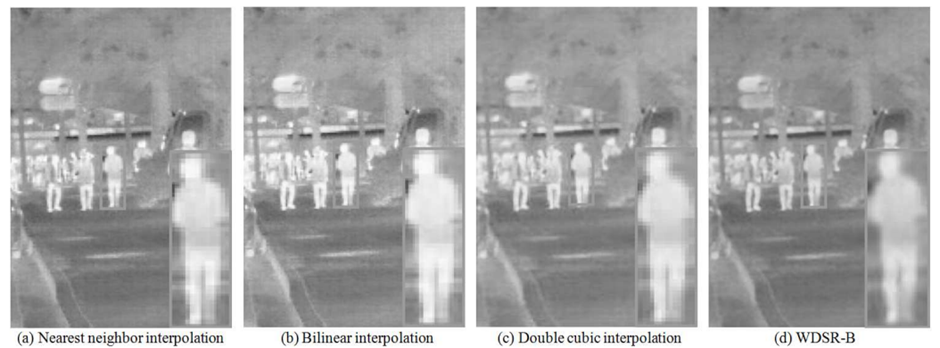 (a) Nearest neighbor interpolation
(b) Bilinear interpolation
(c) Double cubic interpolation
(d) WDSR-B